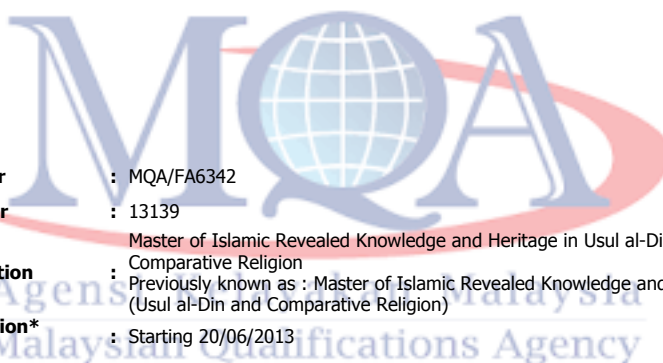 MQA
r : MQA/FA6342
r : 13139
Master of Islamic Revealed Knowledge and Heritage in Usul al-Di
tion : Comparative Religion
Previously known as : Master of Islamic Revealed Knowledge and
(Usul al-Din and Comparative Religion)
Agensi Kelayakan Malaysia
ion* : Starting 20/06/2013
Malaysian Qualifications Agency